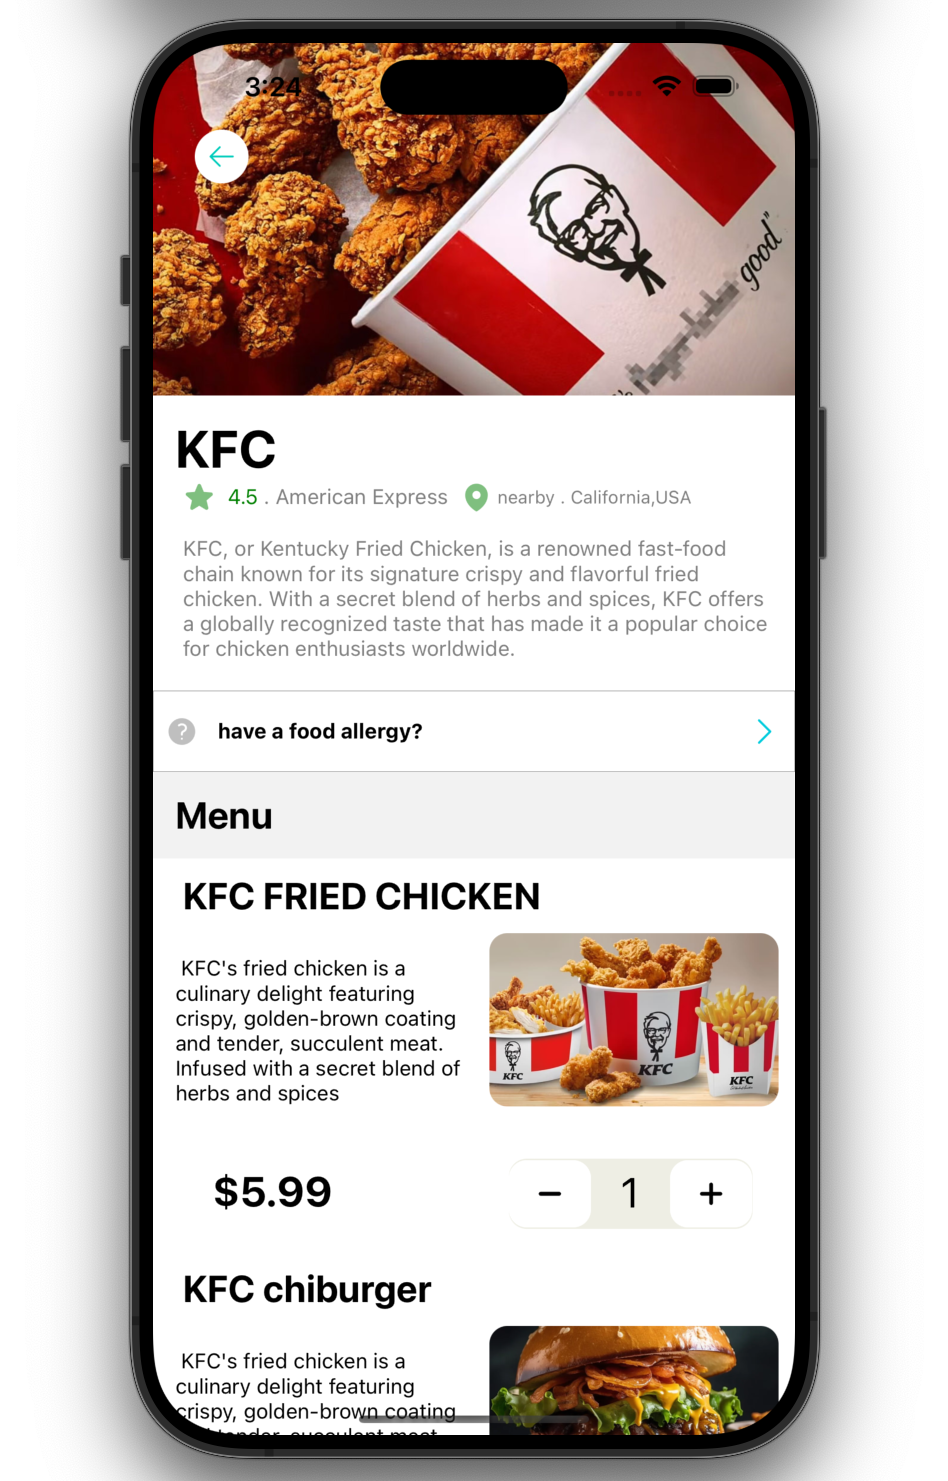 3:24
good"
KFC
4.5 . American Express
nearby . California,USA
KFC, or Kentucky Fried Chicken, is a renowned fast-food
chain known for its signature crispy and flavorful fried
chicken. With a secret blend of herbs and spices, KFC offers
a globally recognized taste that has made it a popular choice
for chicken enthusiasts worldwide.
? have a food allergy?
Menu
KFC FRIED CHICKEN
KFC's fried chicken is a
culinary delight featuring
crispy, golden-brown coating
and tender, succulent meat.
Infused with a secret blend of
herbs and spices
KFC
KFC
KFC
$5.99
− 1 +
KFC chiburger
KFC's fried chicken is a
culinary delight featuring
crispy, golden-brown coating
tender, succulent meat